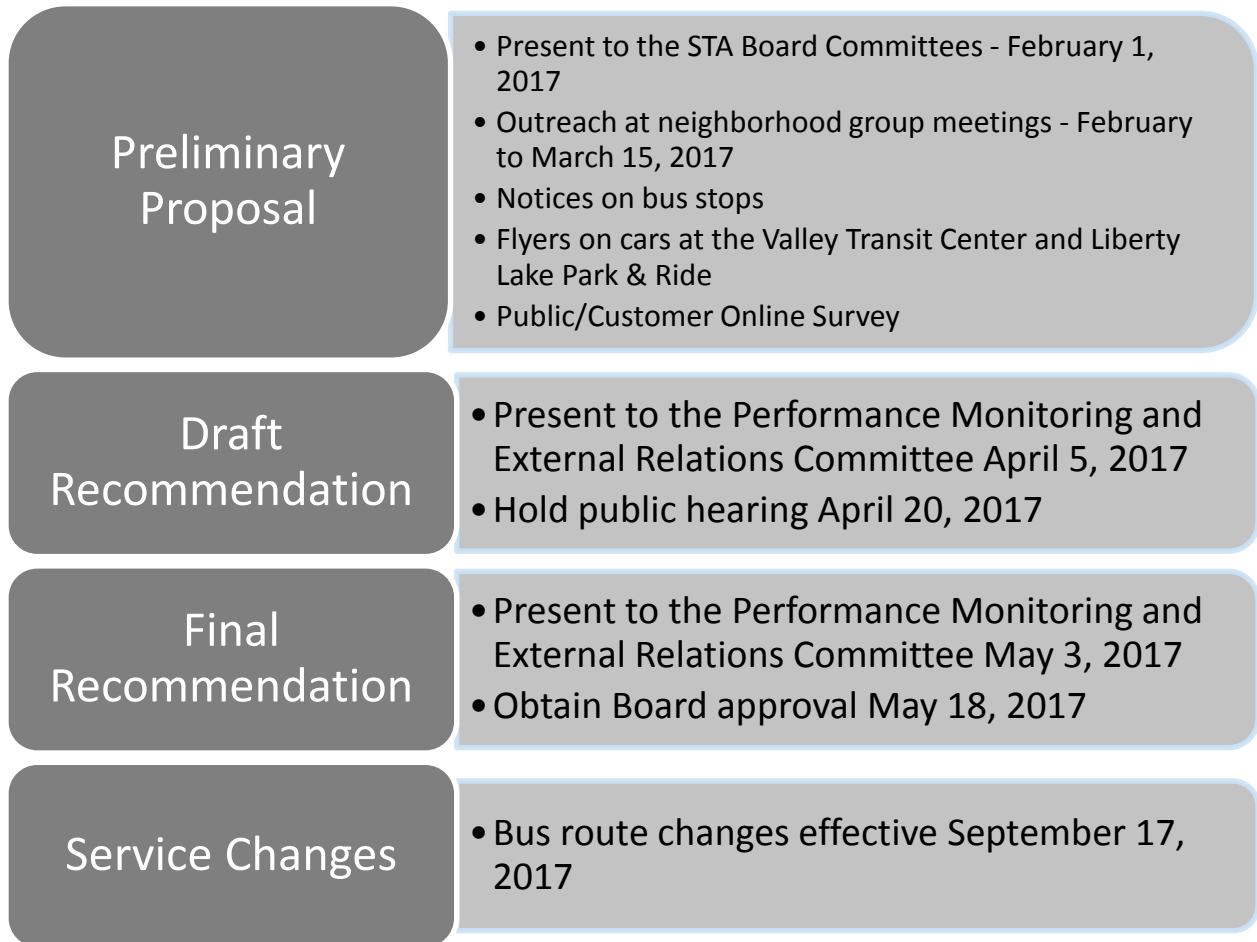 Preliminary
Proposal
• Present to the STA Board Committees - February 1,
2017
• Outreach at neighborhood group meetings - February
to March 15, 2017
• Notices on bus stops
• Flyers on cars at the Valley Transit Center and Liberty
Lake Park & Ride
• Public/Customer Online Survey
Draft
Recommendation
• Present to the Performance Monitoring and
External Relations Committee April 5, 2017
• Hold public hearing April 20, 2017
Final
Recommendation
• Present to the Performance Monitoring and
External Relations Committee May 3, 2017
• Obtain Board approval May 18, 2017
Service Changes
• Bus route changes effective September 17,
2017